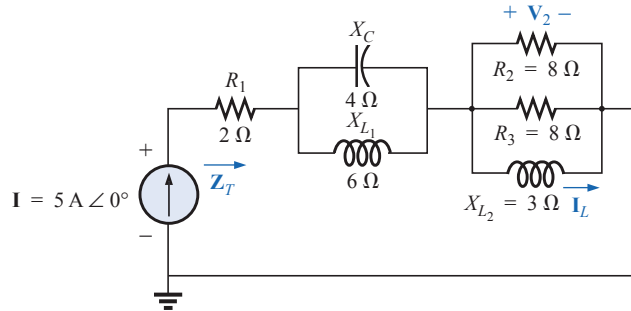 + V₂ −
X_C
R₂ = 8 Ω
R₁
4 Ω
X_L₁
2 Ω
R₃ = 8 Ω
+
Z_T
6 Ω
I = 5 A ∠ 0°
X_L₂ = 3 Ω I_L
−